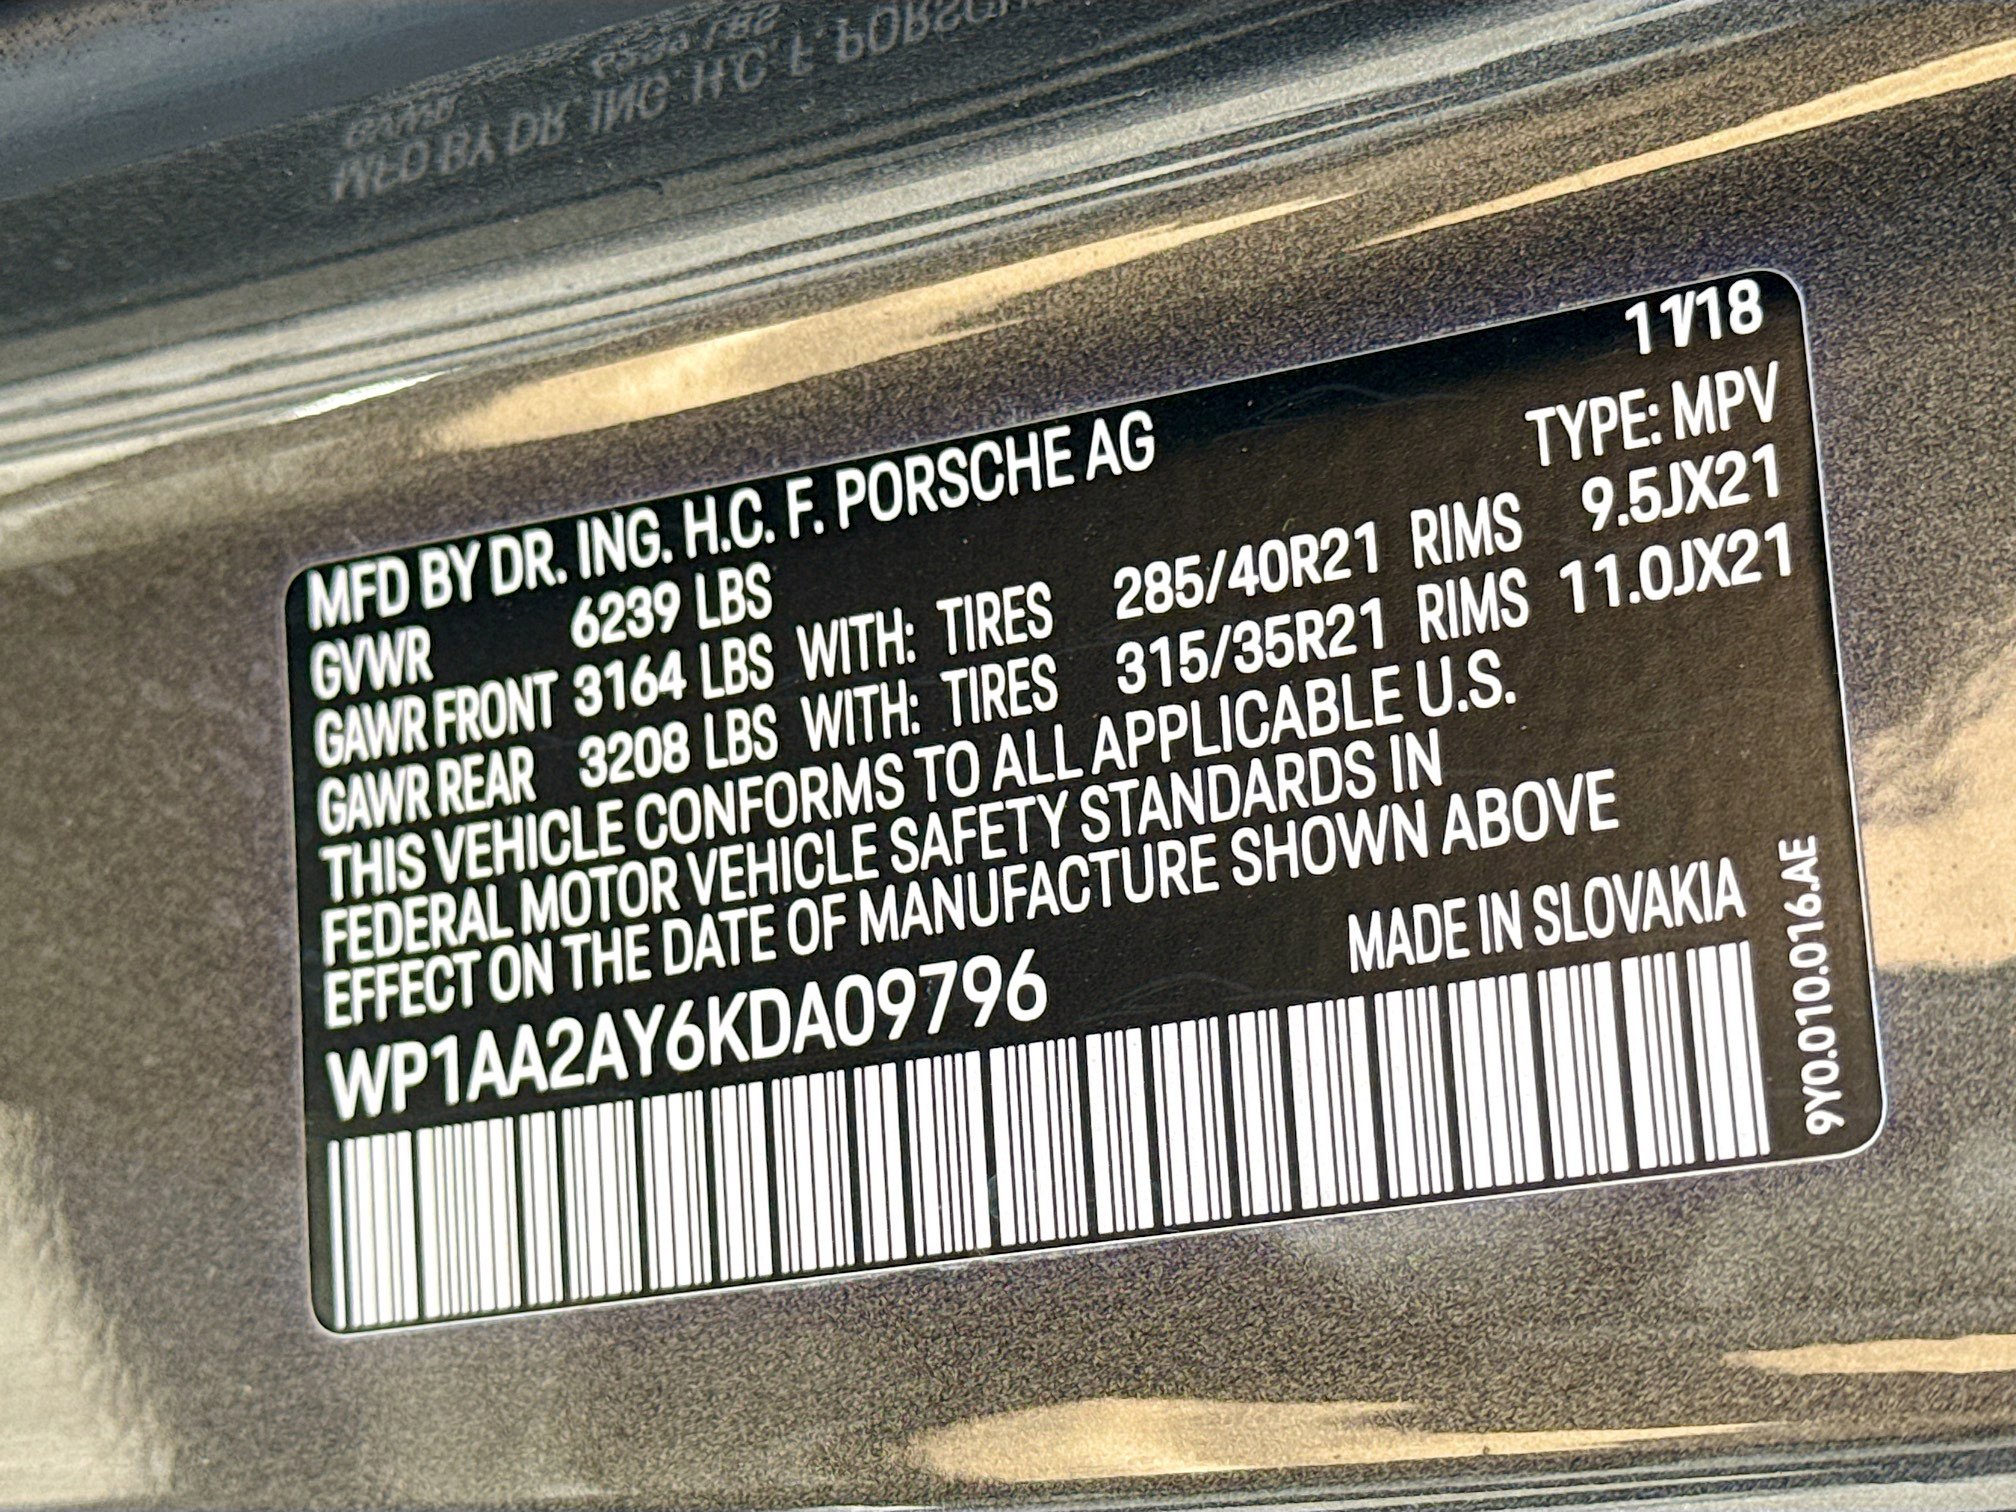 11/18
MFD BY DR. ING. H.C. F. PORSCHE AG TYPE: MPV
GVWR 6239 LBS
GAWR FRONT 3164 LBS WITH: TIRES 285/40R21 RIMS 9.5JX21
GAWR REAR 3208 LBS WITH: TIRES 315/35R21 RIMS 11.0JX21
THIS VEHICLE CONFORMS TO ALL APPLICABLE U.S.
FEDERAL MOTOR VEHICLE SAFETY STANDARDS IN
EFFECT ON THE DATE OF MANUFACTURE SHOWN ABOVE
MADE IN SLOVAKIA
WP1AA2AY6KDA09796
9Y0.010.016.AE